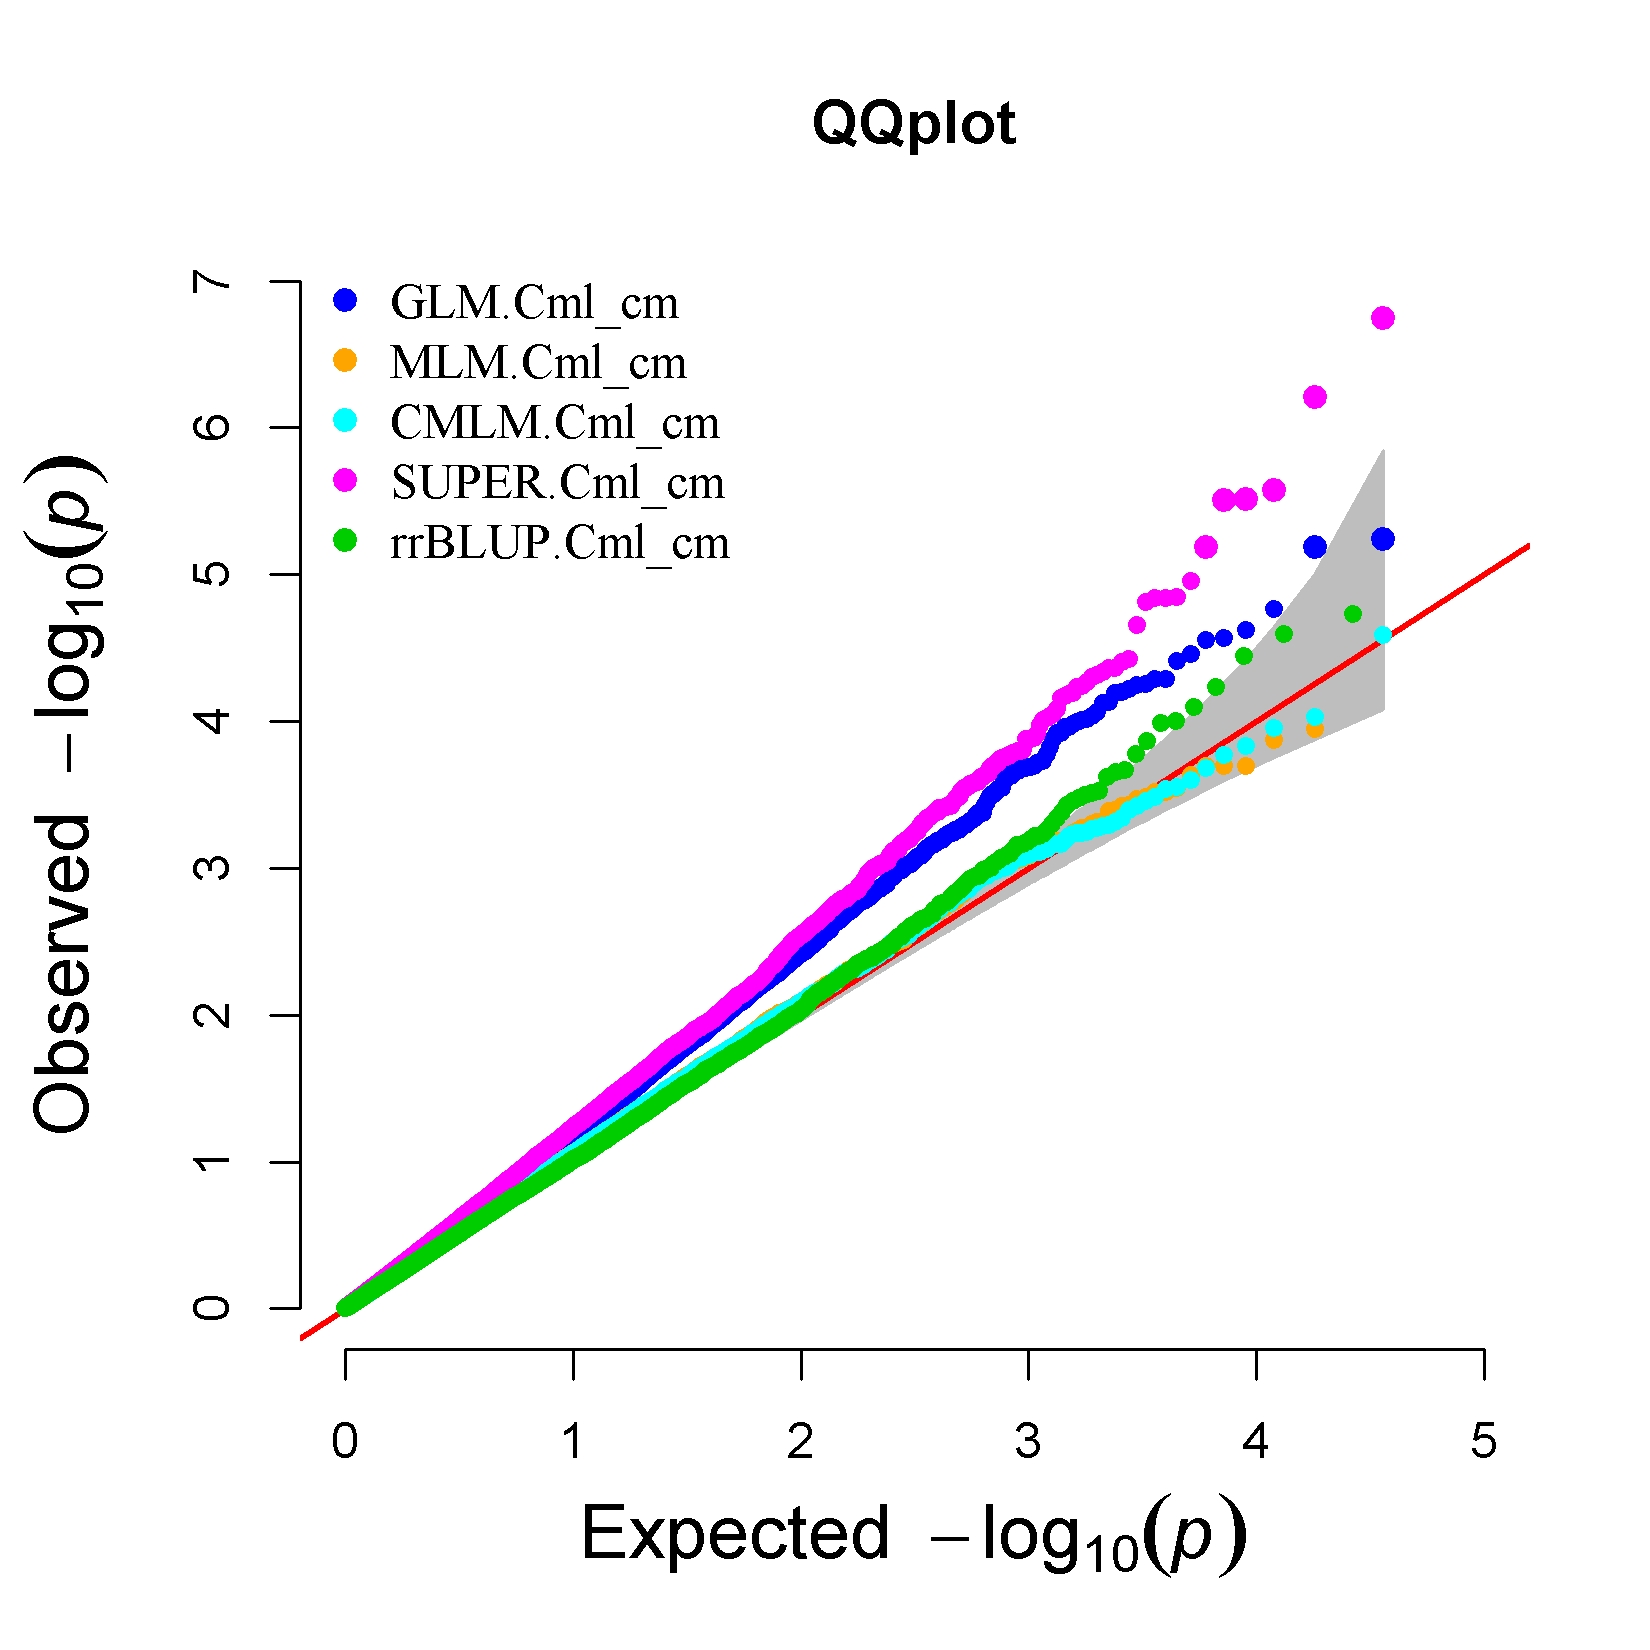 QQplot
7
6
5
4
3
2
1
0
Observed −log₁₀(p)
GLM.Cml_cm
MLM.Cml_cm
CMLM.Cml_cm
SUPER.Cml_cm
rrBLUP.Cml_cm
0 1 2 3 4 5
Expected −log₁₀(p)